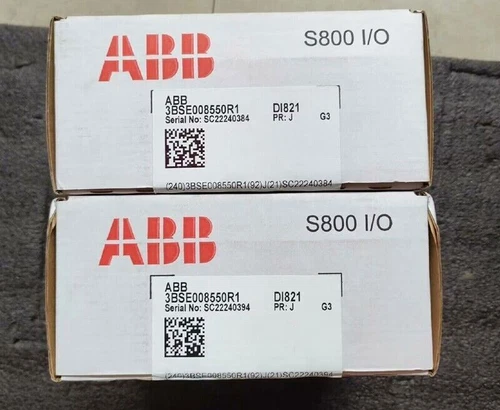 ABB
S800 I/O
ABB
3BSE008550R1 DI821
Serial No: SC22240384 PR: J G3
(240)3BSE008550R1(92)J(21)SC22240384
ABB
S800 I/O
ABB
3BSE008550R1 DI821
Serial No: SC22240394 PR: J G3
(240)3BSE008550R1(92)J(21)SC22240394